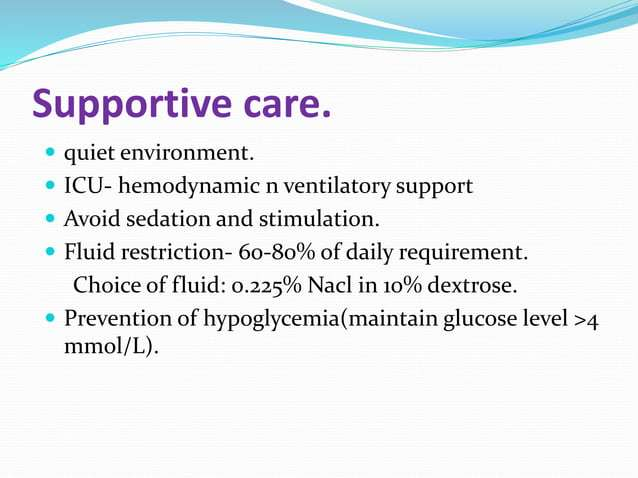 Supportive care.
quiet environment.
ICU- hemodynamic n ventilatory support
Avoid sedation and stimulation.
Fluid restriction- 60-80% of daily requirement.
Choice of fluid: 0.225% Nacl in 10% dextrose.
Prevention of hypoglycemia(maintain glucose level >4
mmol/L).